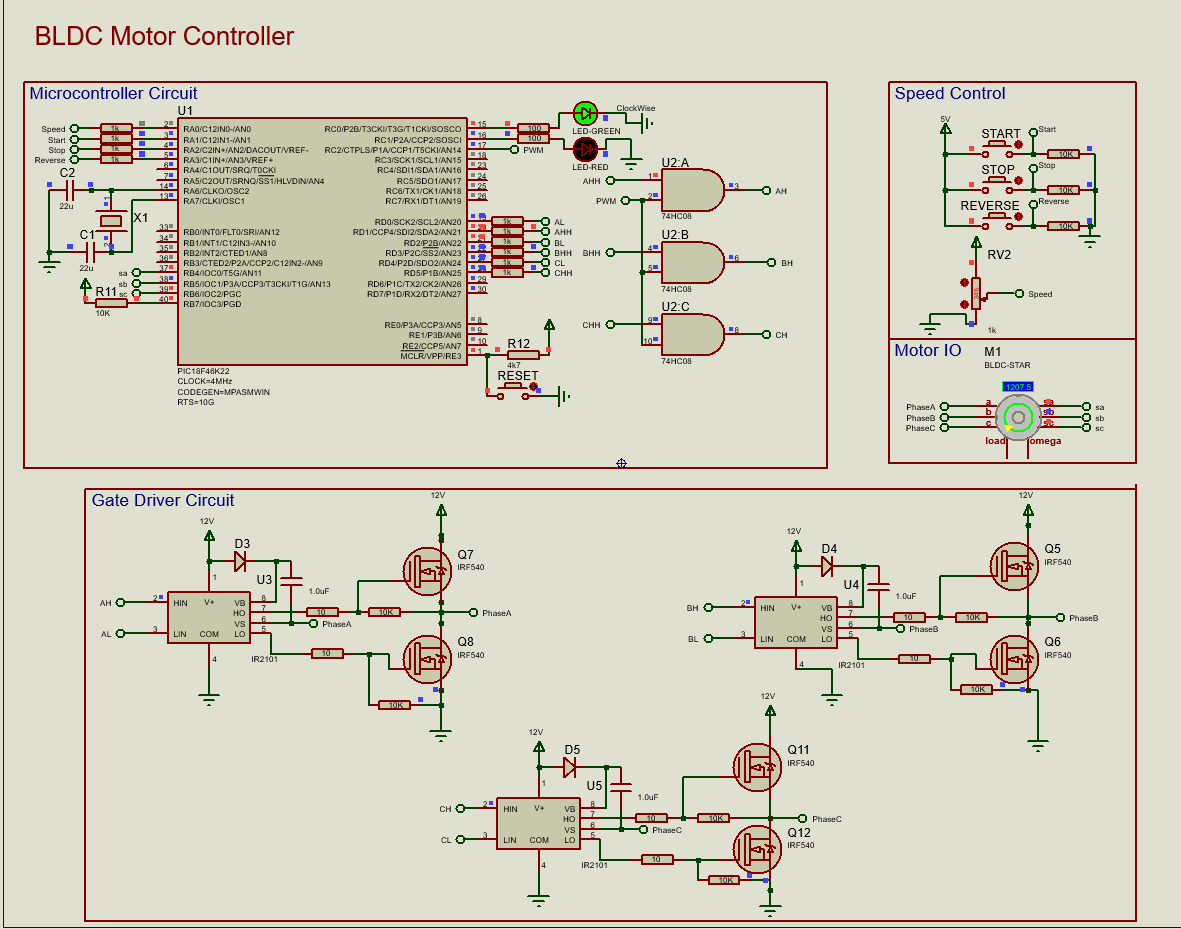 BLDC Motor Controller
Microcontroller Circuit
U1
Speed 1k 2 RA0/C12IN0-/AN0
Start 1k 3 RA1/C12IN1-/AN1
Stop 1k 4 RA2/C2IN+/AN2/DACOUT/VREF-
Reverse 1k 5 RA3/C1IN+/AN3/VREF+
6 RA4/C1OUT/SRQ/T0CKI
7 RA5/C2OUT/SRNQ/SS1/HLVDIN/AN4
14 RA6/CLKO/OSC2
13 RA7/CLKI/OSC1
C2
22u
X1
1
2
C1
22u
33 RB0/INT0/FLT0/SRI/AN12
34 RB1/INT1/C12IN3-/AN10
35 RB2/INT2/CTED1/AN8
36 RB3/CTED2/P2A/CCP2/C12IN2-/AN9
sa 37 RB4/IOC0/T5G/AN11
sb 38 RB5/IOC1/P3A/CCP3/T3CKI/T1G/AN13
sc 39 RB6/IOC2/PGC
40 RB7/IOC3/PGD
R11
10K
RC0/P2B/T3CKI/T3G/T1CKI/SOSCO 15 100
RC1/P2A/CCP2/SOSCI 16 100
RC2/CTPLS/P1A/CCP1/T5CKI/AN14 17 PWM
RC3/SCK1/SCL1/AN15 18
RC4/SDI1/SDA1/AN16 23
RC5/SDO1/AN17 24
RC6/TX1/CK1/AN18 25
RC7/RX1/DT1/AN19 26
RD0/SCK2/SCL2/AN20 19 1k AL
RD1/CCP4/SDI2/SDA2/AN21 1k AHH
RD2/P2B/AN22 1k BL
RD3/P2C/SS2/AN23 1k BHH
RD4/P2D/SDO2/AN24 1k CL
RD5/P1B/AN25 1k CHH
RD6/P1C/TX2/CK2/AN26 29
RD7/P1D/RX2/DT2/AN27 30
RE0/P3A/CCP3/AN5 8
RE1/P3B/AN6 9
RE2/CCP5/AN7 10
MCLR/VPP/RE3 1
PIC18F46K22
CLOCK=4MHz
CODEGEN=MPASMWIN
RTS=10G
R12
4k7
RESET
ClockWise
LED-GREEN
LED-RED
U2:A
AHH 1
PWM 2
3 AH
74HC08
U2:B
BHH 4
5
6 BH
74HC08
U2:C
CHH 9
10
8 CH
74HC08
Speed Control
5V
START Start
10K
STOP Stop
10K
REVERSE Reverse
10K
RV2
Speed
1k
Motor IO
M1
BLDC-STAR
1207.5
PhaseA a sa sa
PhaseB b sb sb
PhaseC c sc sc
load omega
Gate Driver Circuit
12V
12V
D3
U3
1
1.0uF
AH 2 HIN V+ VB 8
HO 7 10 10K
VS 6 PhaseA
AL 3 LIN COM LO 5
4
IR2101
10
10K
Q7
IRF540
PhaseA
Q8
IRF540
12V
12V
D4
U4
1
1.0uF
BH 2 HIN V+ VB 8
HO 7 10 10K
VS 6 PhaseB
BL 3 LIN COM LO 5
4
IR2101
10
10K
Q5
IRF540
PhaseB
Q6
IRF540
12V
12V
D5
U5
1
1.0uF
CH 2 HIN V+ VB 8
HO 7 10 10K
VS 6 PhaseC
CL 3 LIN COM LO 5
4
IR2101
10
10K
Q11
IRF540
PhaseC
Q12
IRF540